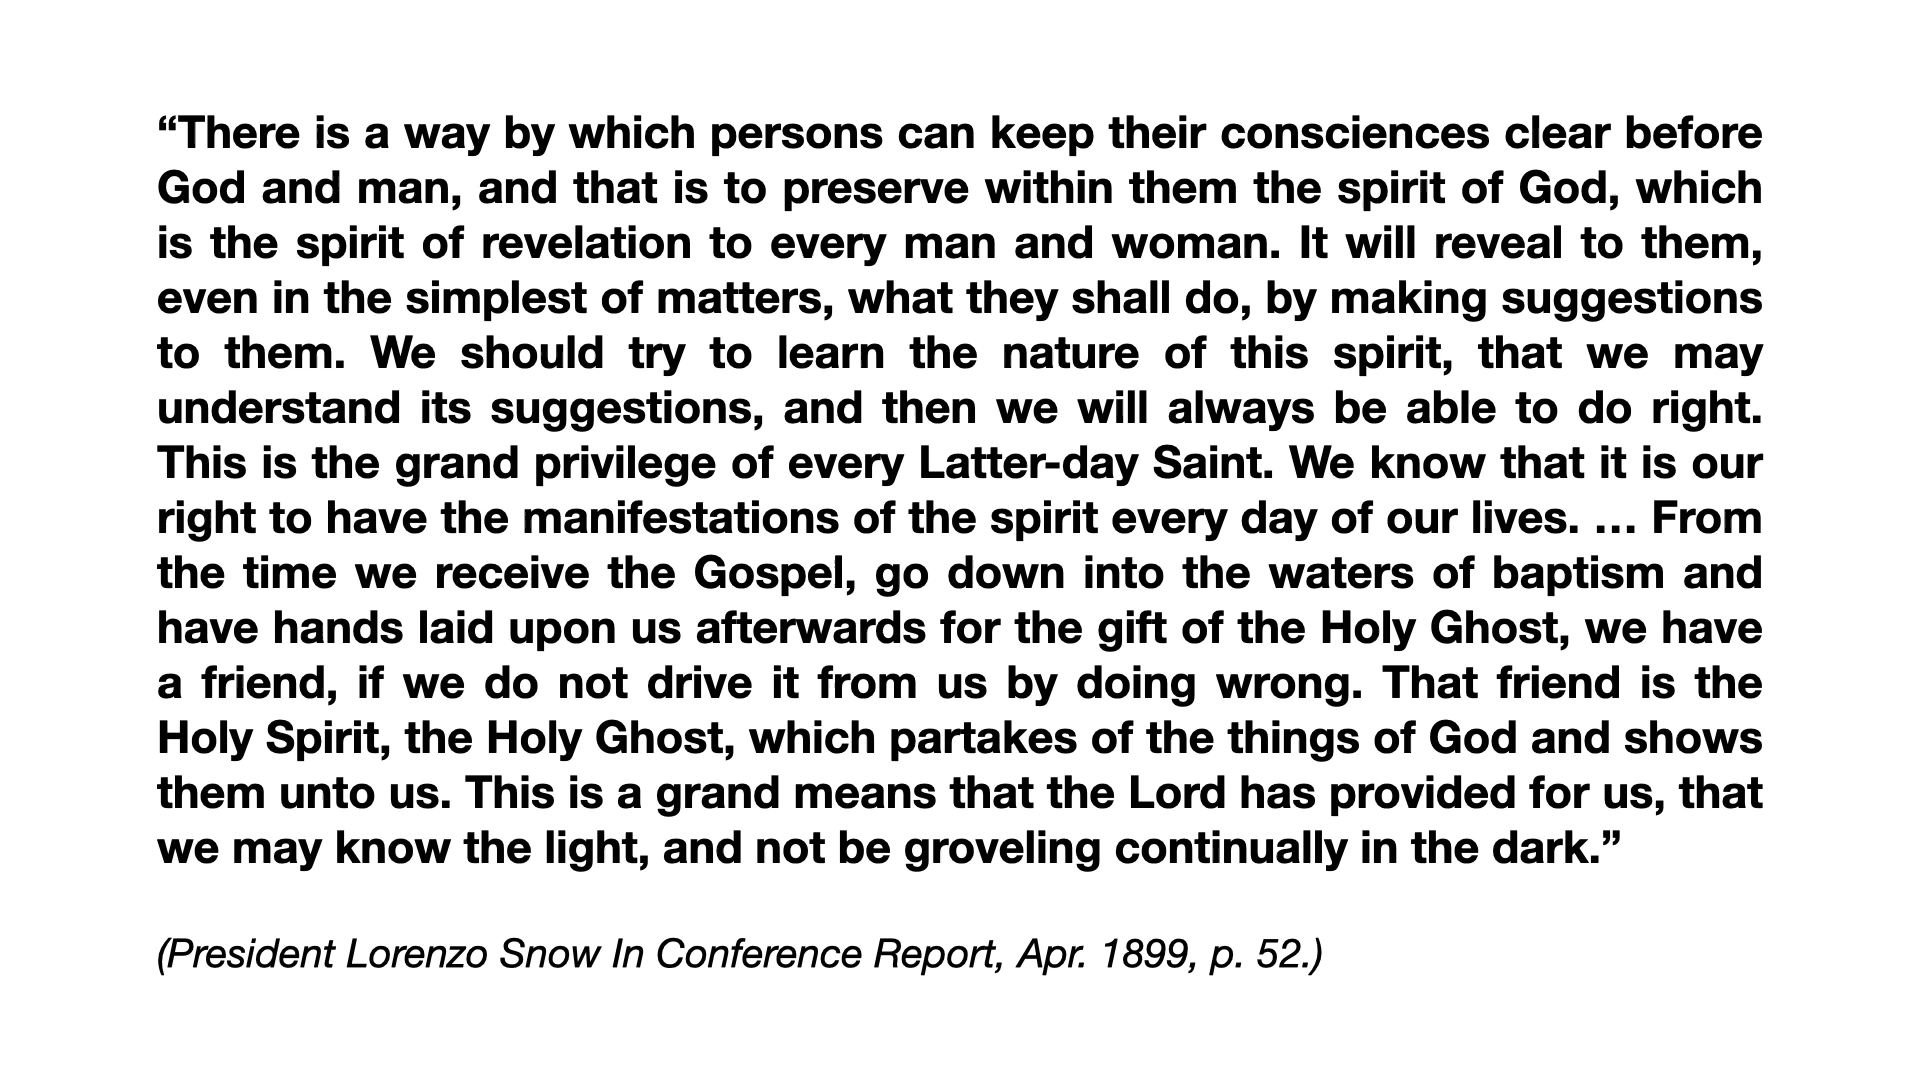 “There is a way by which persons can keep their consciences clear before
God and man, and that is to preserve within them the spirit of God, which
is the spirit of revelation to every man and woman. It will reveal to them,
even in the simplest of matters, what they shall do, by making suggestions
to them. We should try to learn the nature of this spirit, that we may
understand its suggestions, and then we will always be able to do right.
This is the grand privilege of every Latter-day Saint. We know that it is our
right to have the manifestations of the spirit every day of our lives. … From
the time we receive the Gospel, go down into the waters of baptism and
have hands laid upon us afterwards for the gift of the Holy Ghost, we have
a friend, if we do not drive it from us by doing wrong. That friend is the
Holy Spirit, the Holy Ghost, which partakes of the things of God and shows
them unto us. This is a grand means that the Lord has provided for us, that
we may know the light, and not be groveling continually in the dark.”
(President Lorenzo Snow In Conference Report, Apr. 1899, p. 52.)